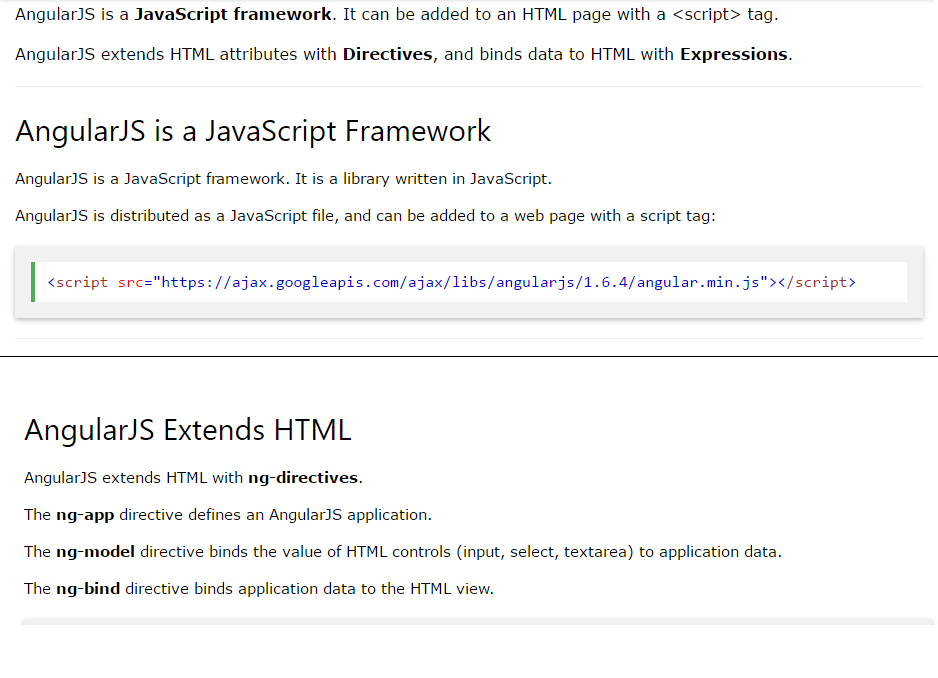 AngularJS is a JavaScript framework. It can be added to an HTML page with a <script> tag.
AngularJS extends HTML attributes with Directives, and binds data to HTML with Expressions.
AngularJS is a JavaScript Framework
AngularJS is a JavaScript framework. It is a library written in JavaScript.
AngularJS is distributed as a JavaScript file, and can be added to a web page with a script tag:
<script src="https://ajax.googleapis.com/ajax/libs/angularjs/1.6.4/angular.min.js"></script>
AngularJS Extends HTML
AngularJS extends HTML with ng-directives.
The ng-app directive defines an AngularJS application.
The ng-model directive binds the value of HTML controls (input, select, textarea) to application data.
The ng-bind directive binds application data to the HTML view.